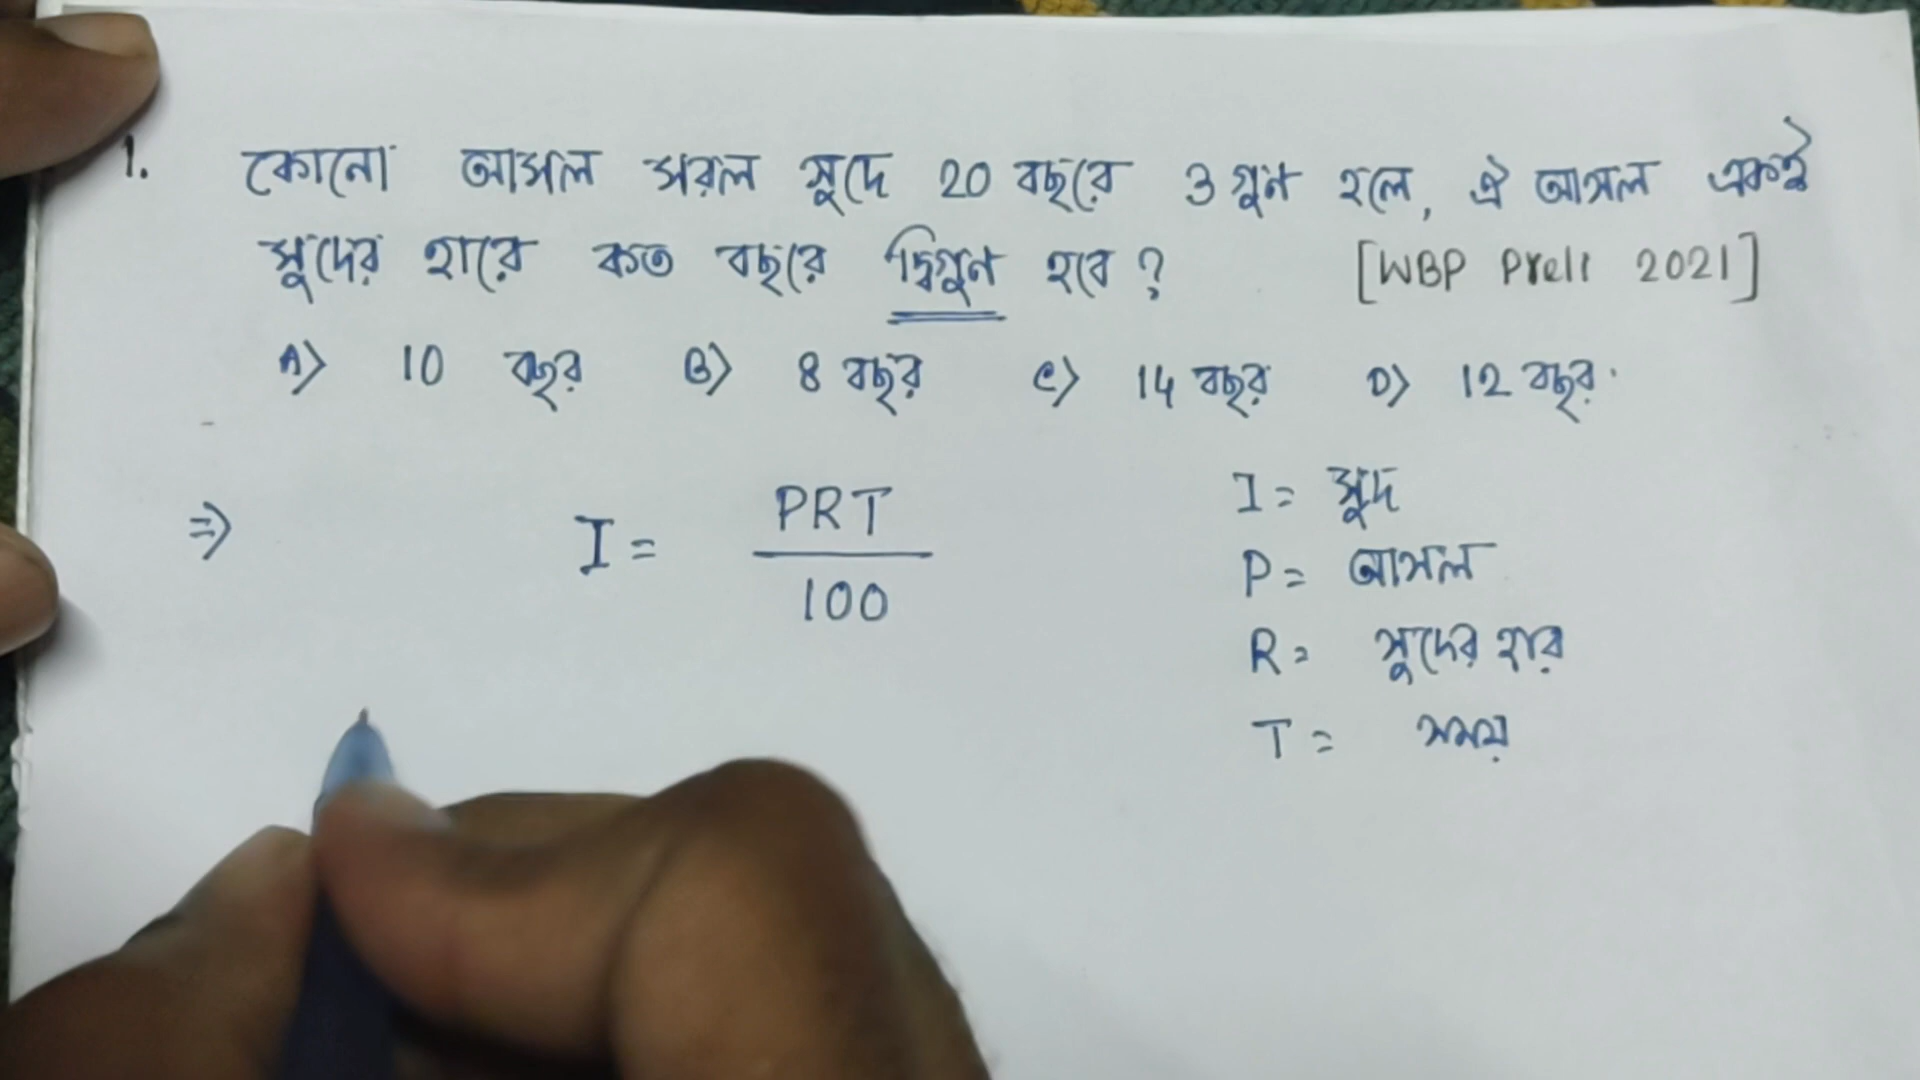 1. কোনো আসল সরল সুদে 20 বছরে 3 গুন হলে, ঐ আসল একই
সুদের হারে কত বছরে দ্বিগুন হবে ? [WBP Preli 2021]
A) 10 বছর B) 8 বছর C) 14 বছর D) 12 বছর.
⇒ I = PRT
100
I = সুদ
P = আসল
R = সুদের হার
T = সময়